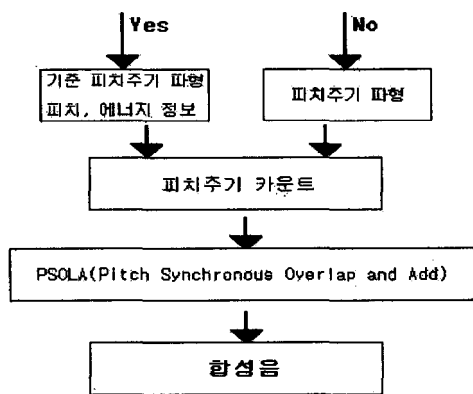 Yes No
기준 피치주기 파형
피치, 에너지 정보
피치주기 파형
피치주기 카운트
PSOLA(Pitch Synchronous Overlap and Add)
합성음